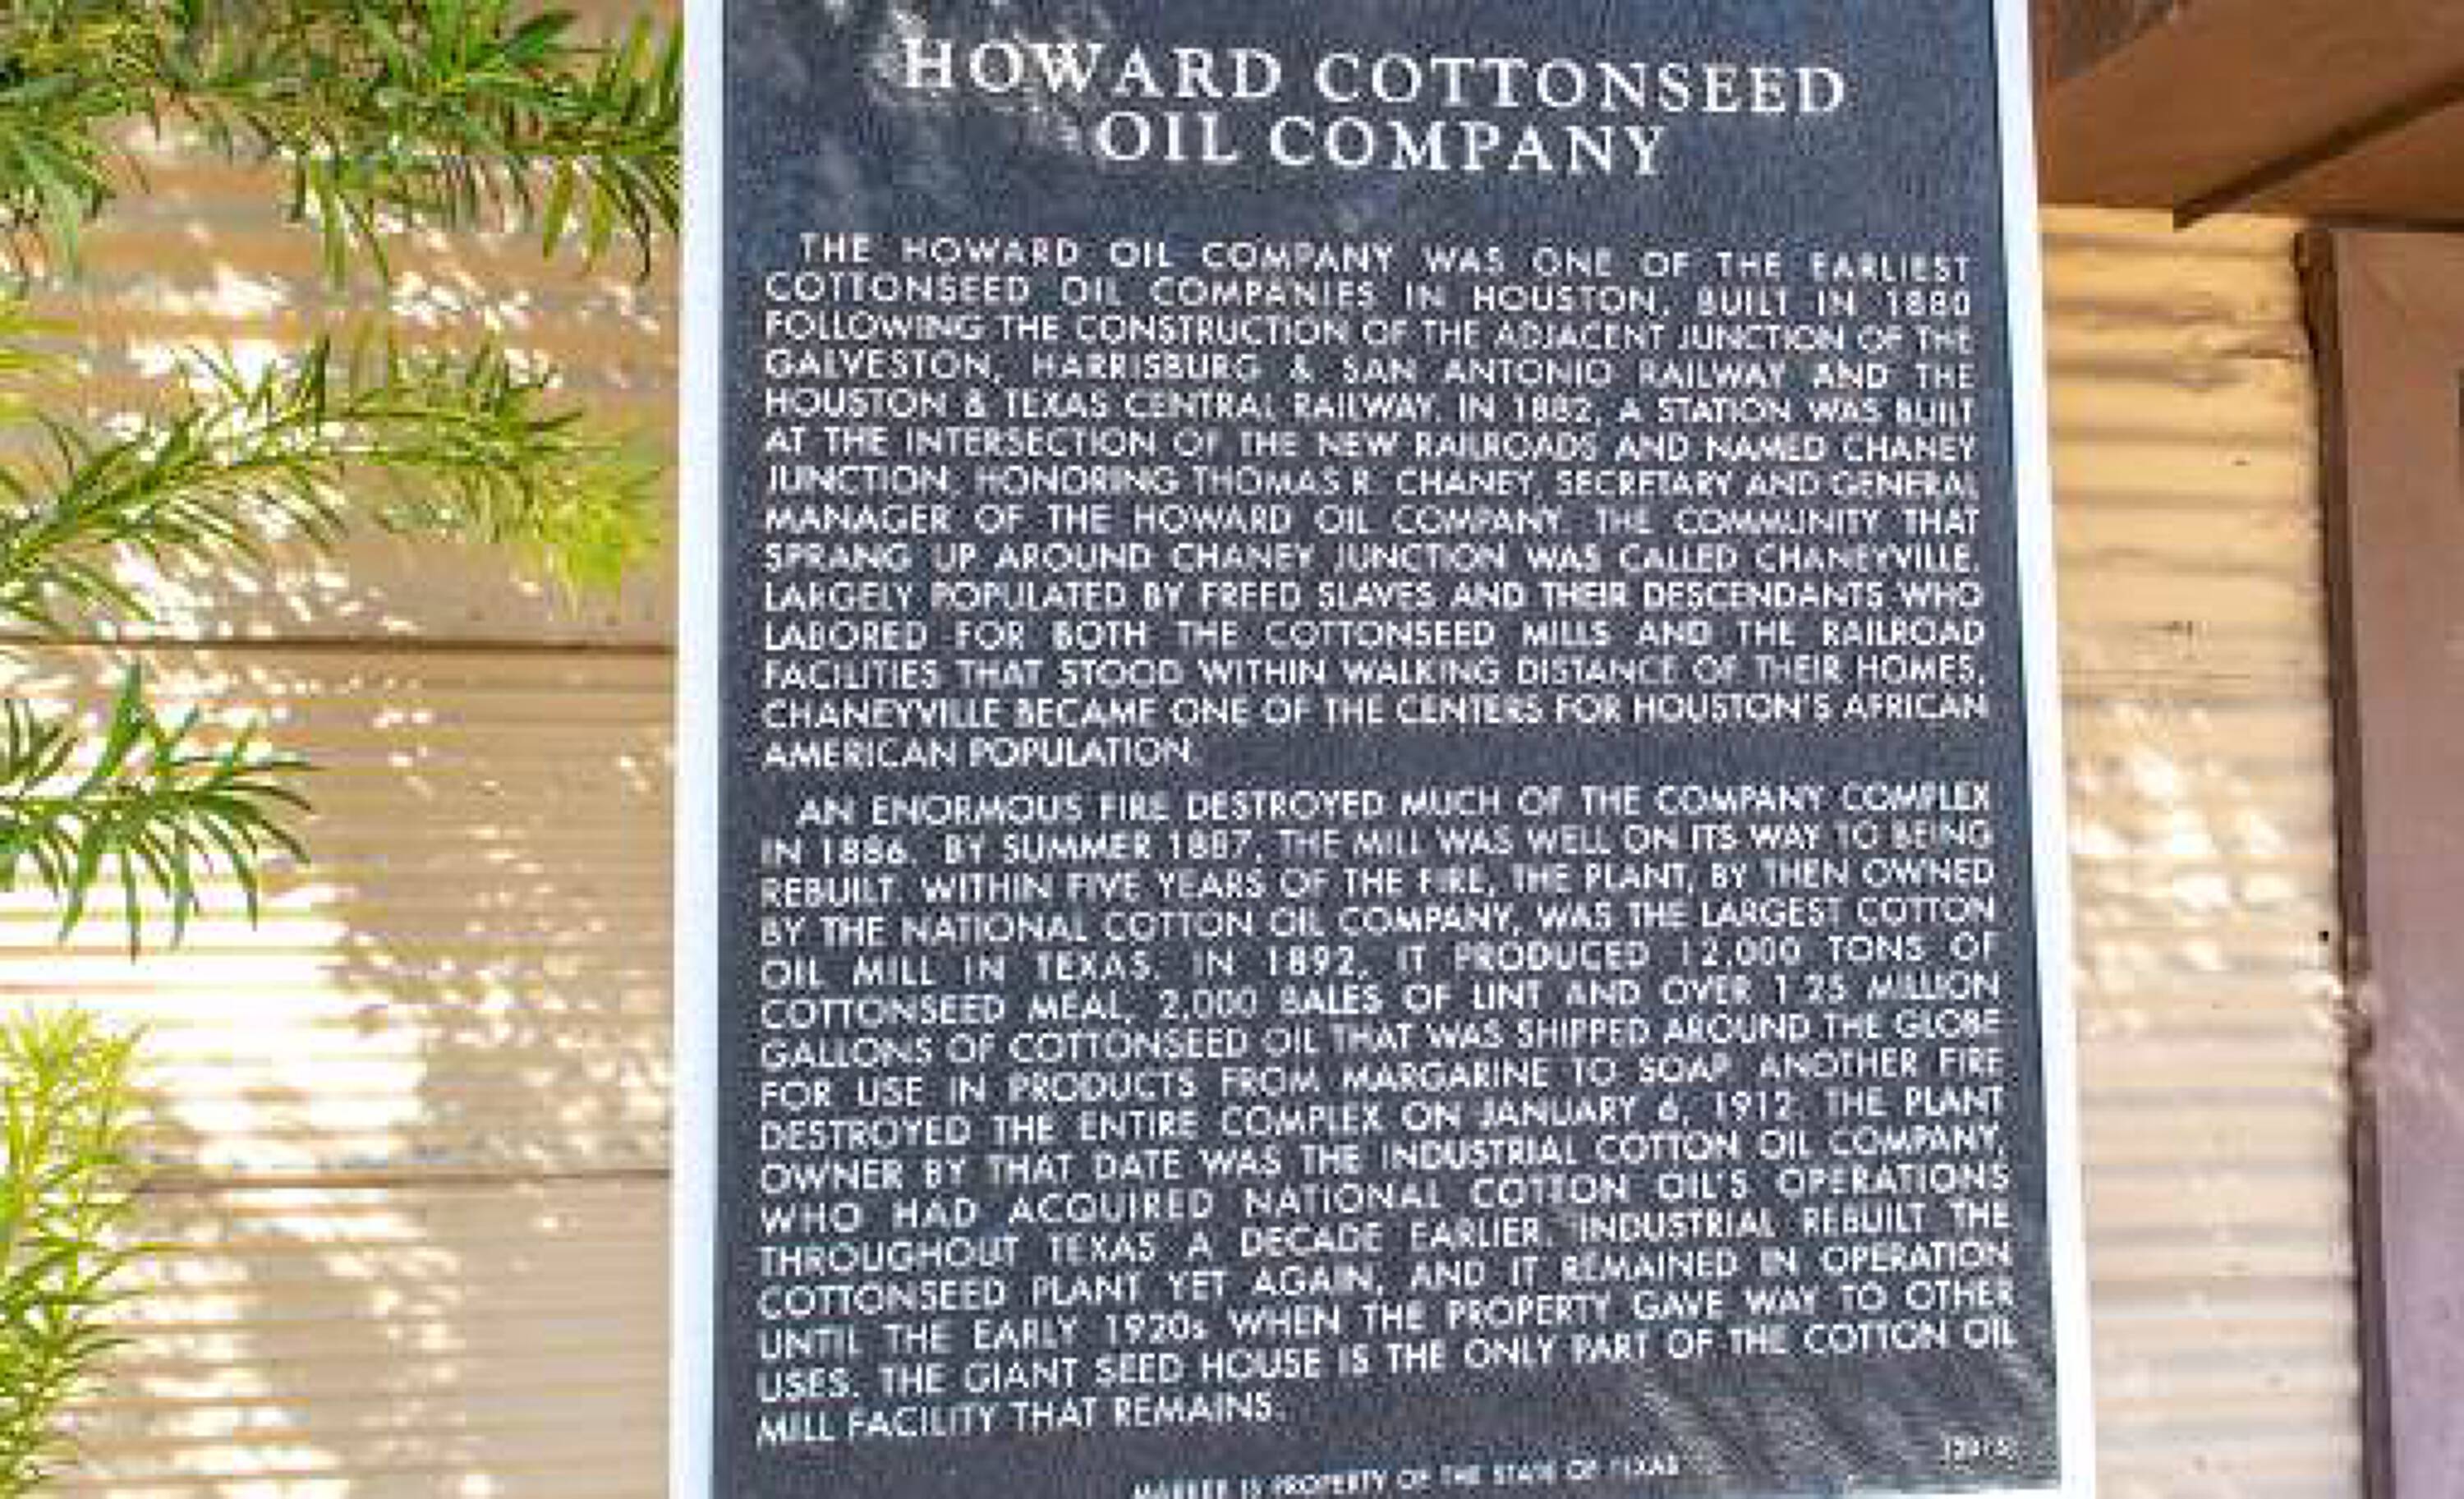 HOWARD COTTONSEED
OIL COMPANY
THE HOWARD OIL COMPANY WAS ONE OF THE EARLIEST
COTTONSEED OIL COMPANIES IN HOUSTON, BUILT IN 1880
FOLLOWING THE CONSTRUCTION OF THE ADJACENT JUNCTION OF THE
GALVESTON, HARRISBURG & SAN ANTONIO RAILWAY AND THE
HOUSTON & TEXAS CENTRAL RAILWAY. IN 1882, A STATION WAS BUILT
AT THE INTERSECTION OF THE NEW RAILROADS AND NAMED CHANEY
JUNCTION, HONORING THOMAS R. CHANEY, SECRETARY AND GENERAL
MANAGER OF THE HOWARD OIL COMPANY. THE COMMUNITY THAT
SPRANG UP AROUND CHANEY JUNCTION WAS CALLED CHANEYVILLE.
LARGELY POPULATED BY FREED SLAVES AND THEIR DESCENDANTS WHO
LABORED FOR BOTH THE COTTONSEED MILLS AND THE RAILROAD
FACILITIES THAT STOOD WITHIN WALKING DISTANCE OF THEIR HOMES,
CHANEYVILLE BECAME ONE OF THE CENTERS FOR HOUSTON'S AFRICAN
AMERICAN POPULATION.
AN ENORMOUS FIRE DESTROYED MUCH OF THE COMPANY COMPLEX
IN 1886. BY SUMMER 1887, THE MILL WAS WELL ON ITS WAY TO BEING
REBUILT. WITHIN FIVE YEARS OF THE FIRE, THE PLANT, BY THEN OWNED
BY THE NATIONAL COTTON OIL COMPANY, WAS THE LARGEST COTTON
OIL MILL IN TEXAS. IN 1892, IT PRODUCED 12,000 TONS OF
COTTONSEED MEAL, 2,000 BALES OF LINT AND OVER 1.25 MILLION
GALLONS OF COTTONSEED OIL THAT WAS SHIPPED AROUND THE GLOBE
FOR USE IN PRODUCTS FROM MARGARINE TO SOAP. ANOTHER FIRE
DESTROYED THE ENTIRE COMPLEX ON JANUARY 6, 1912. THE PLANT
OWNER BY THAT DATE WAS THE INDUSTRIAL COTTON OIL COMPANY,
WHO HAD ACQUIRED NATIONAL COTTON OIL'S OPERATIONS
THROUGHOUT TEXAS A DECADE EARLIER. INDUSTRIAL REBUILT THE
COTTONSEED PLANT YET AGAIN, AND IT REMAINED IN OPERATION
UNTIL THE EARLY 1920s WHEN THE PROPERTY GAVE WAY TO OTHER
USES. THE GIANT SEED HOUSE IS THE ONLY PART OF THE COTTON OIL
MILL FACILITY THAT REMAINS.
MARKER IS PROPERTY OF THE STATE OF TEXAS